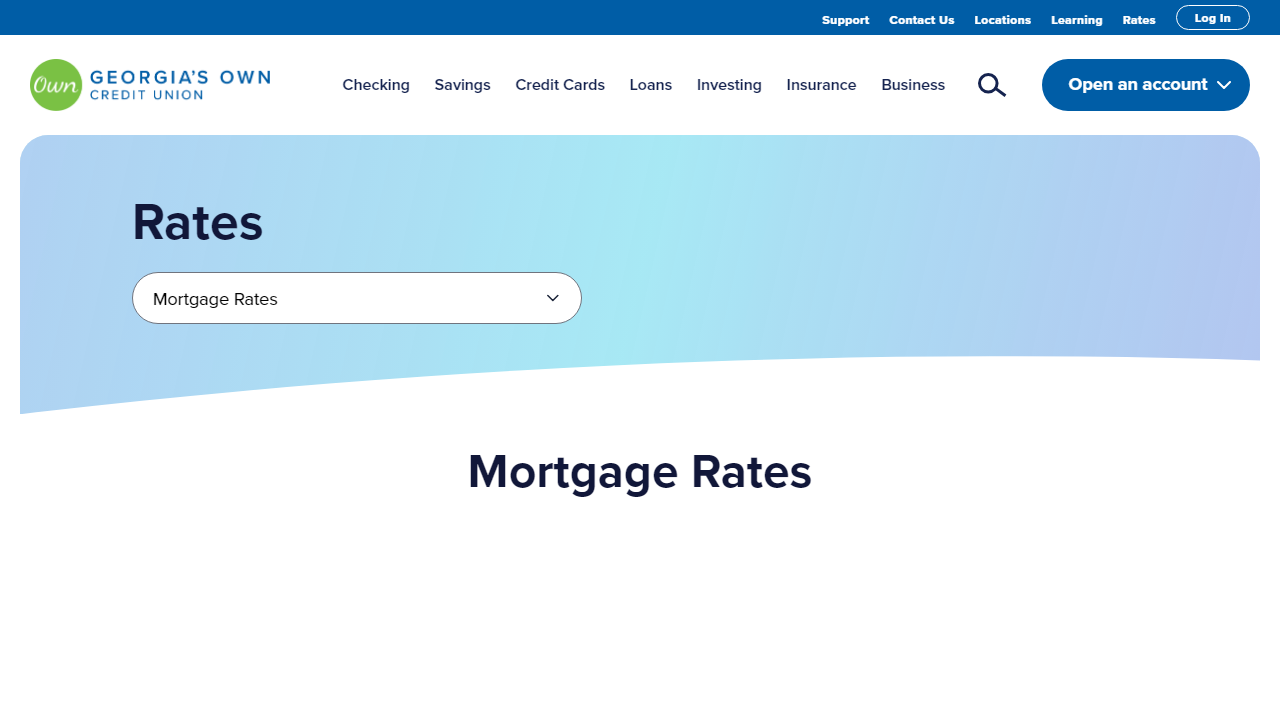 Support Contact Us Locations Learning Rates Log In
Own GEORGIA'S OWN
CREDIT UNION
Checking Savings Credit Cards Loans Investing Insurance Business Open an account
Rates
Mortgage Rates
Mortgage Rates